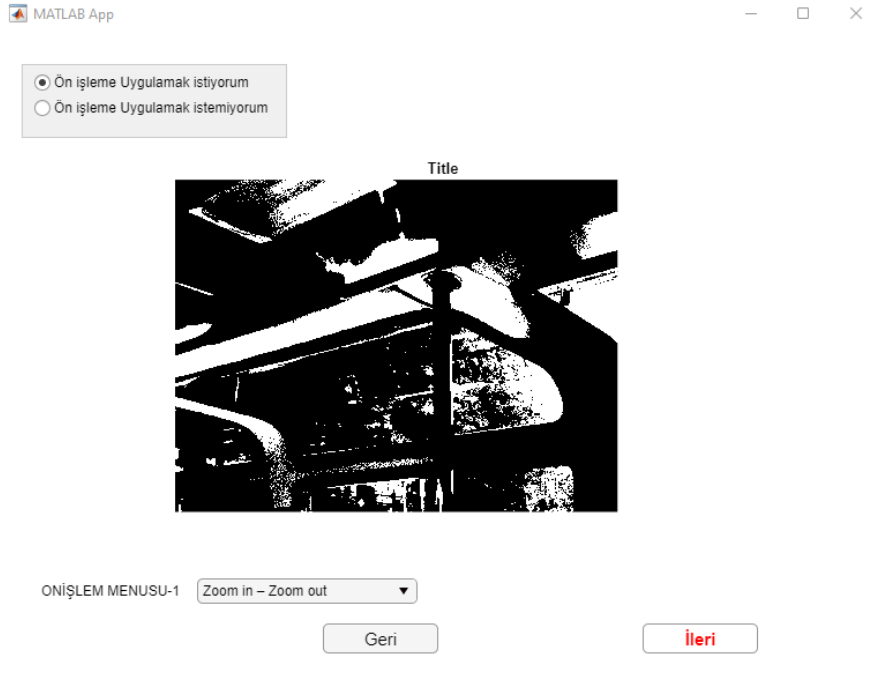 MATLAB App
Ön işleme Uygulamak istiyorum
Ön işleme Uygulamak istemiyorum
Title
ONİŞLEM MENUSU-1 Zoom in – Zoom out
Geri İleri